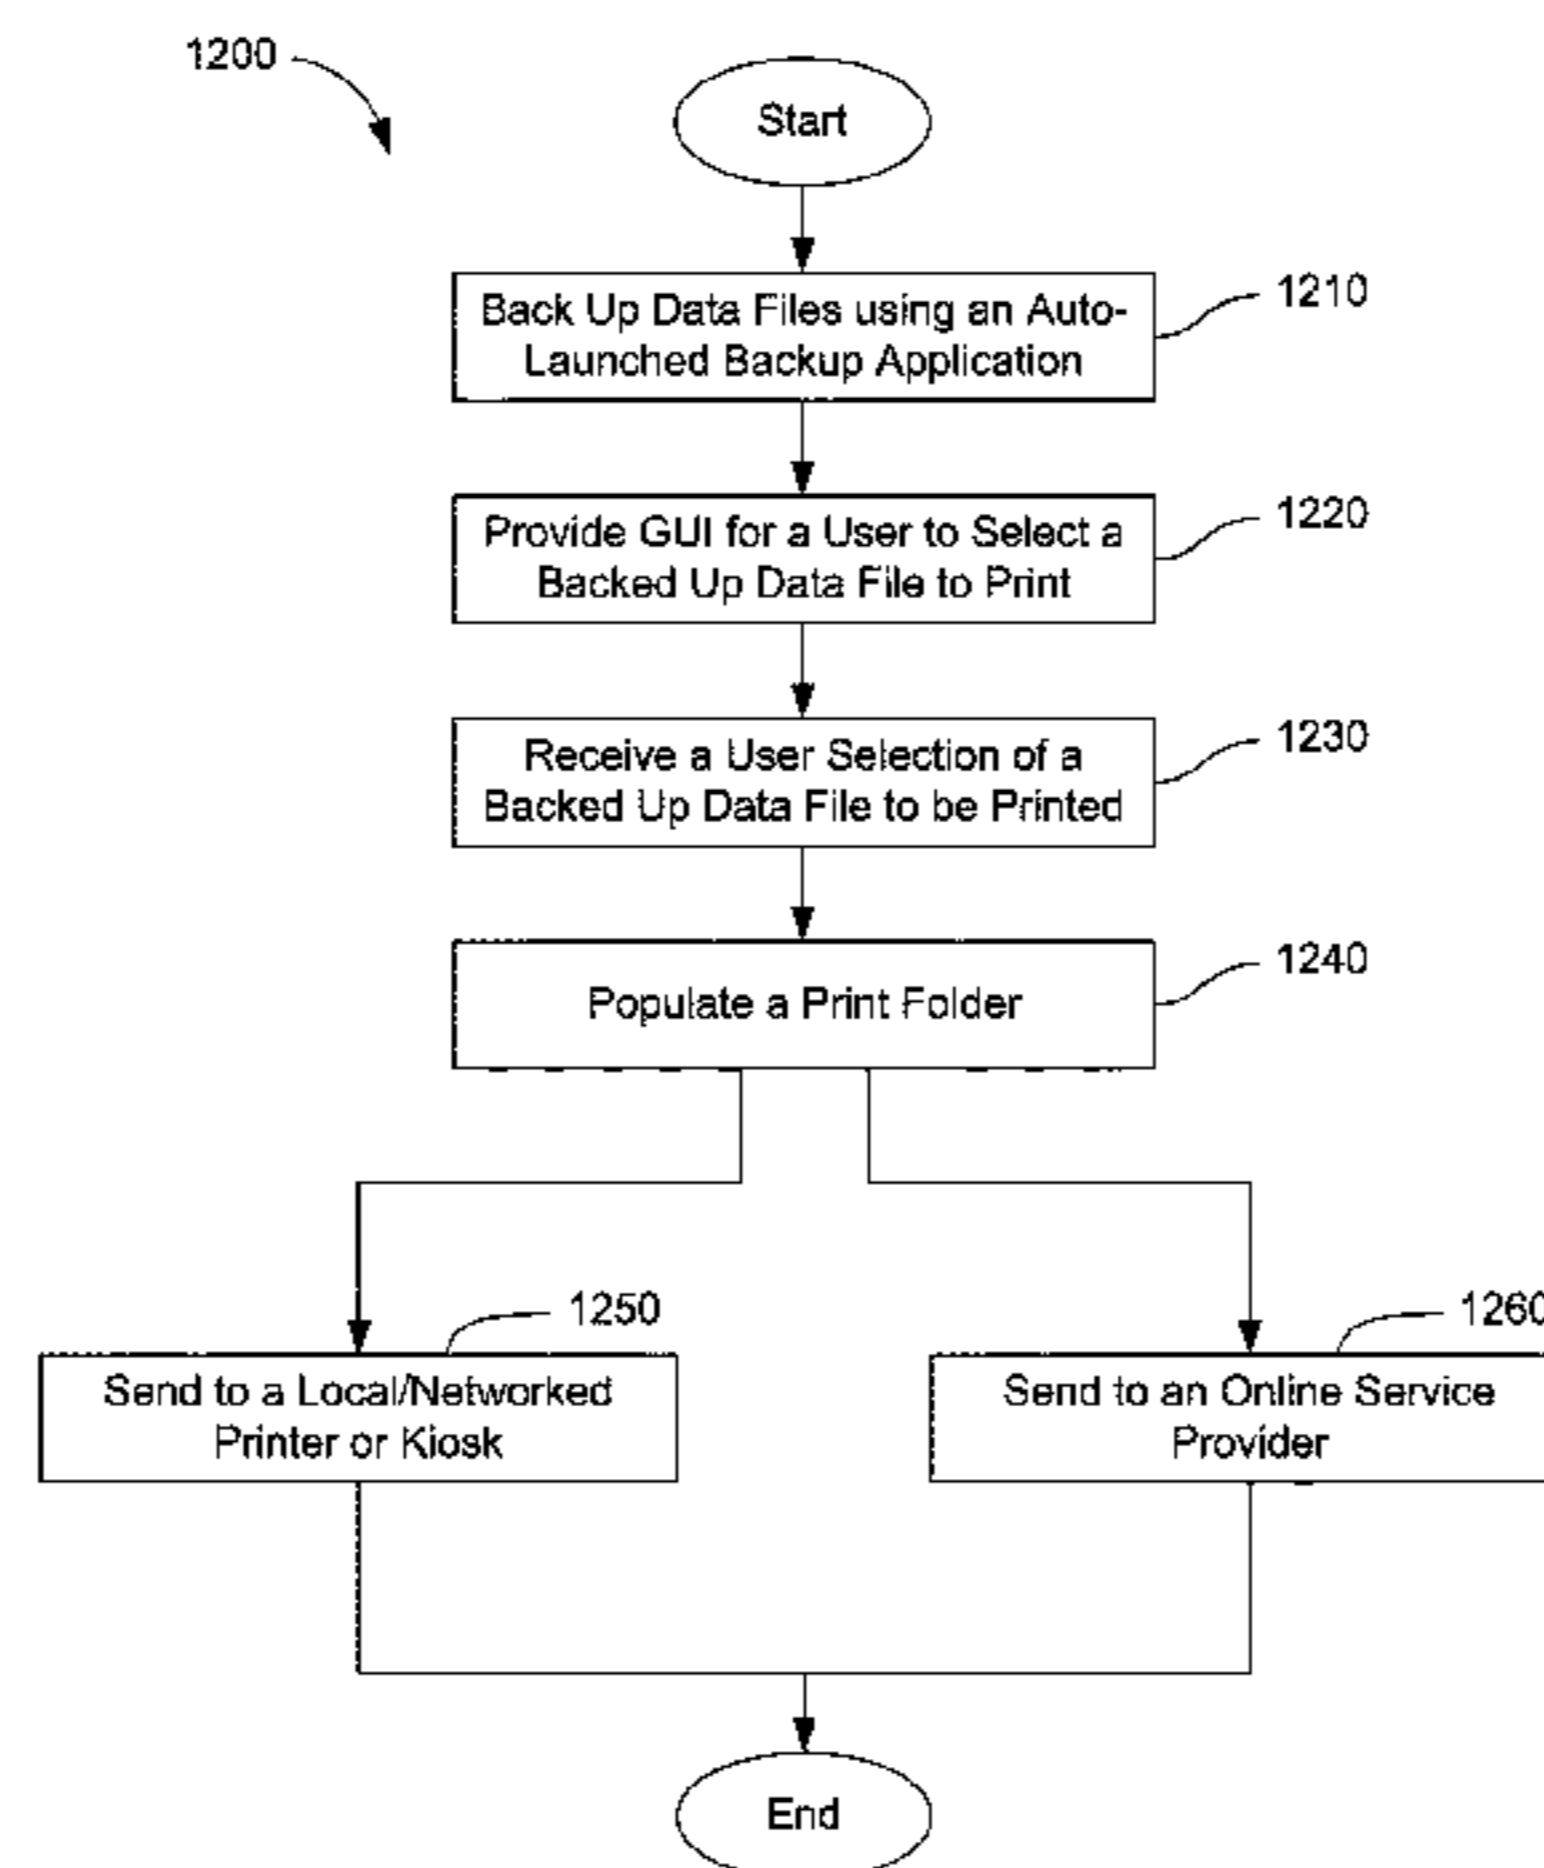 1200
Start
Back Up Data Files using an Auto-
Launched Backup Application
1210
Provide GUI for a User to Select a
Backed Up Data File to Print
1220
Receive a User Selection of a
Backed Up Data File to be Printed
1230
Populate a Print Folder
1240
1250
Send to a Local/Networked
Printer or Kiosk
1260
Send to an Online Service
Provider
End